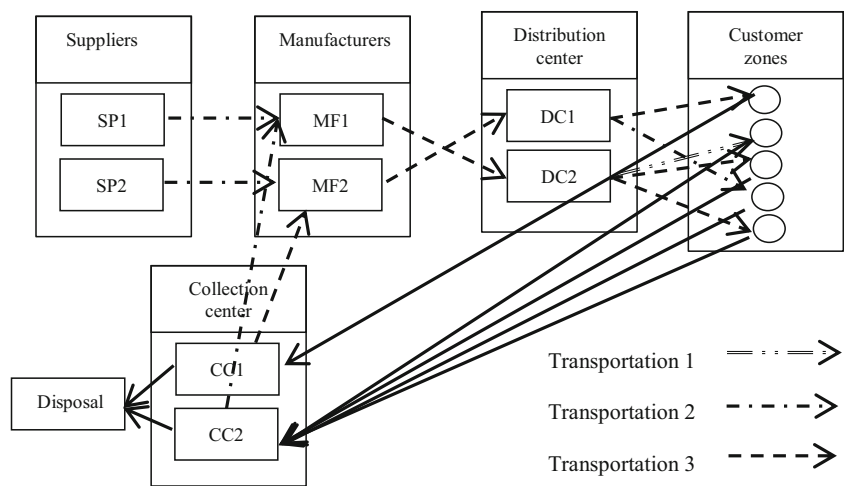 Suppliers
Manufacturers
Distribution
center
Customer
zones
SP1
MF1
DC1
SP2
MF2
DC2
Collection
center
CC1
Disposal
CC2
Transportation 1
Transportation 2
Transportation 3